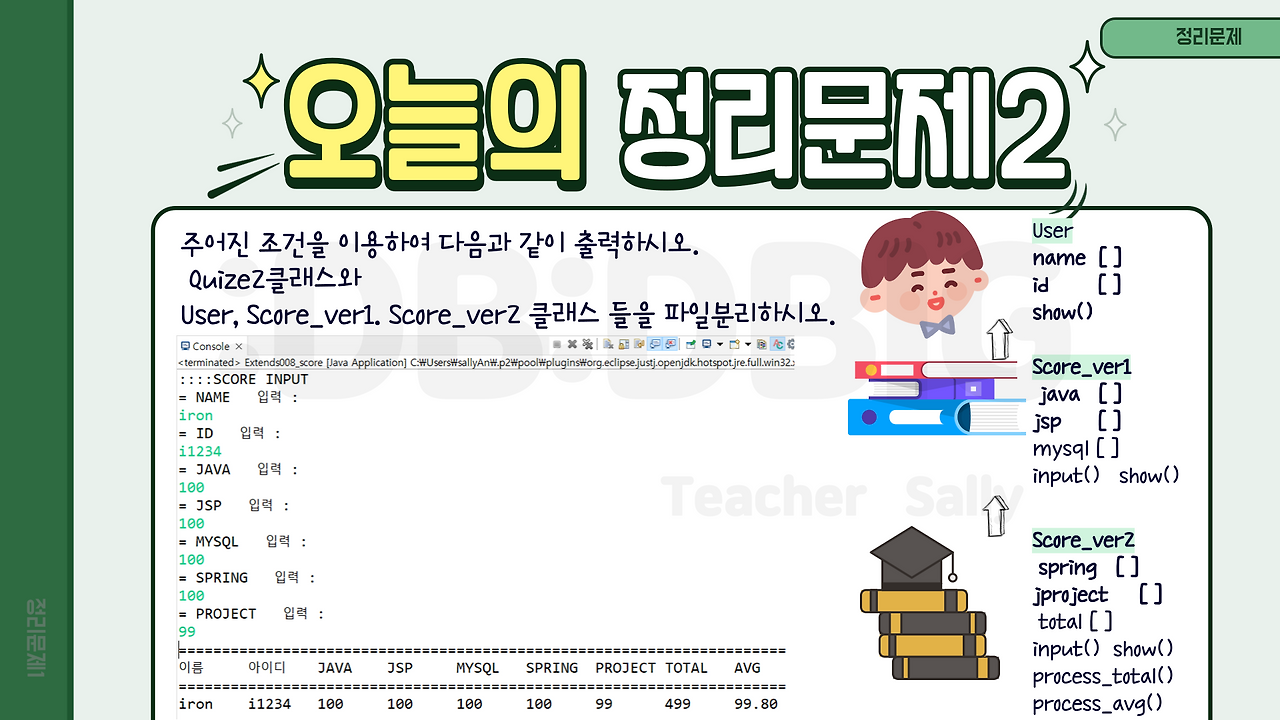 정리문제
오늘의 정리문제2
주어진 조건을 이용하여 다음과 같이 출력하시오.
Quize2클래스와
User, Score_ver1. Score_ver2 클래스 들을 파일분리하시오.
Console
<terminated> Extends008_score [Java Application] C:₩Users₩sallyAn₩.p2₩pool₩plugins₩org.eclipse.justj.openjdk.hotspot.jre.full.win32.
::::SCORE INPUT
= NAME 입력 :
iron
= ID 입력 :
i1234
= JAVA 입력 :
100
= JSP 입력 :
100
= MYSQL 입력 :
100
= SPRING 입력 :
100
= PROJECT 입력 :
99
======================================================================
이름 아이디 JAVA JSP MYSQL SPRING PROJECT TOTAL AVG
======================================================================
iron i1234 100 100 100 100 99 499 99.80
User
name []
id []
show()
Score_ver1
java []
jsp []
mysql []
input() show()
Score_ver2
spring []
jproject []
total []
input() show()
process_total()
process_avg()
DBiDBIG
Teacher Sally
정리문제1